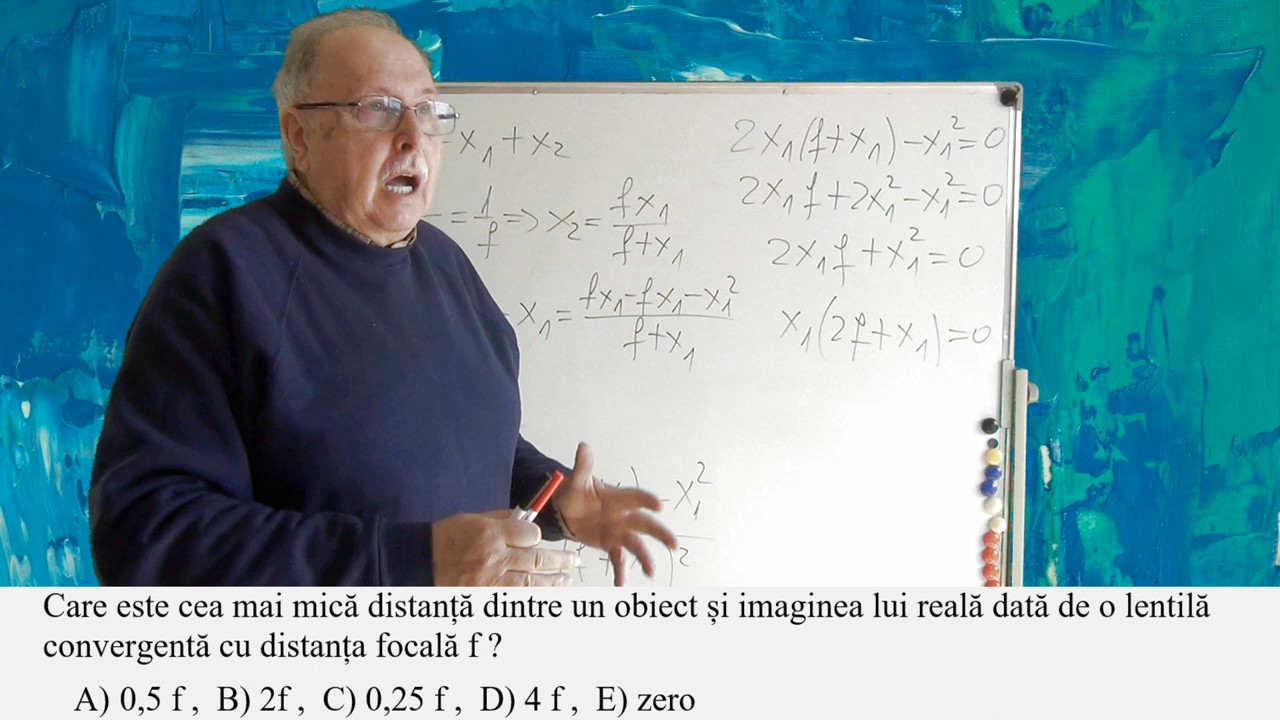 -x₁+x₂
2x₁(f+x₁)-x₁²=0
=1/f => x₂= fx₁/f+x₁
2x₁f+2x₁²-x₁²=0
2x₁f+x₁²=0
-x₁= fx₁-fx₁-x₁²/f+x₁
x₁(2f+x₁)=0
-x₁²
)²
Care este cea mai mică distanță dintre un obiect și imaginea lui reală dată de o lentilă
convergentă cu distanța focală f ?
A) 0,5 f , B) 2f , C) 0,25 f , D) 4 f , E) zero